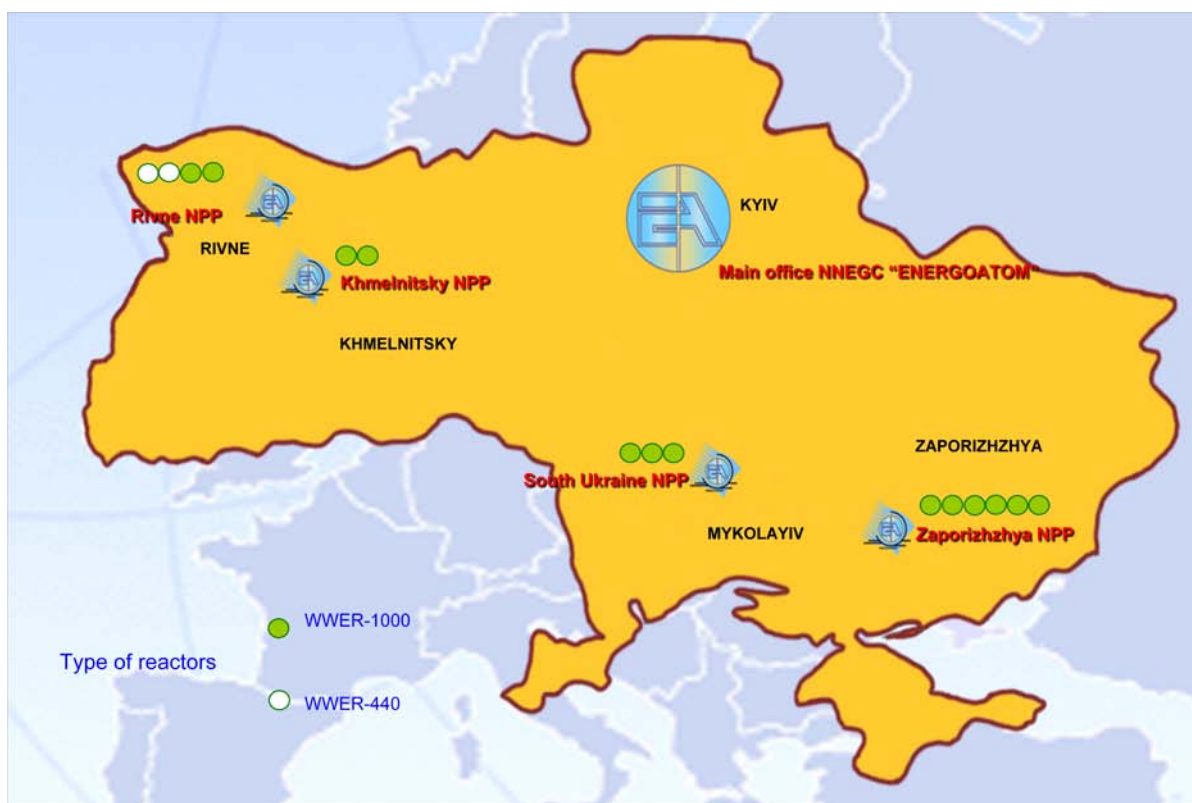 Rivne NPP
RIVNE
Khmelnitsky NPP
KHMELNITSKY
EA
KYIV
Main office NNEGC “ENERGOATOM”
South Ukraine NPP
MYKOLAYIV
ZAPORIZHZHYA
Zaporizhzhya NPP
Type of reactors
WWER-1000
WWER-440